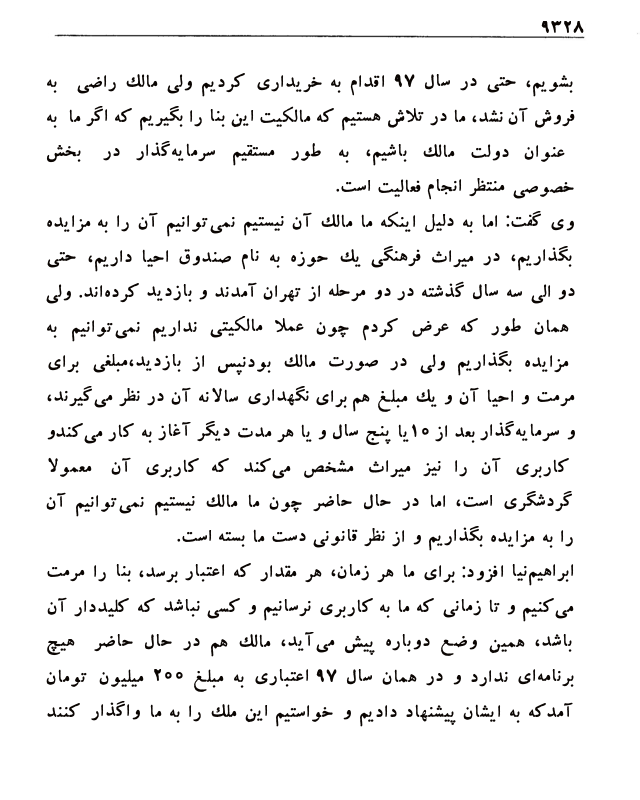 ۹۳۲۸
بشویم، حتی در سال ۹۷ اقدام به خریداری کردیم ولی مالك راضی به
فروش آن نشد، ما در تلاش هستیم که مالکیت این بنا را بگیریم که اگر ما به
عنوان دولت مالك باشیم، به طور مستقیم سرمایه‌گذار در بخش
خصوصی منتظر انجام فعالیت است.
وی گفت: اما به دلیل اینکه ما مالك آن نیستیم نمی‌توانیم آن را به مزایده
بگذاریم، در میراث فرهنگی یك حوزه به نام صندوق احیا داریم، حتی
دو الی سه سال گذشته در دو مرحله از تهران آمدند و بازدید کرده‌اند. ولی
همان طور که عرض کردم چون عملا مالکیتی نداریم نمی‌توانیم به
مزایده بگذاریم ولی در صورت مالك بودنپس از بازدید،مبلغی برای
مرمت و احیا آن و یك مبلغ هم برای نگهداری سالانه آن در نظر می‌گیرند،
و سرمایه‌گذار بعد از ۱۰یا پنج سال و یا هر مدت دیگر آغاز به کار می‌کندو
کاربری آن را نیز میراث مشخص می‌کند که کاربری آن معمولا
گردشگری است، اما در حال حاضر چون ما مالك نیستیم نمی‌توانیم آن
را به مزایده بگذاریم و از نظر قانونی دست ما بسته است.
ابراهیم‌نیا افزود: برای ما هر زمان، هر مقدار که اعتبار برسد، بنا را مرمت
می‌کنیم و تا زمانی که ما به کاربری نرسانیم و کسی نباشد که کلیددار آن
باشد، همین وضع دوباره پیش می‌آید، مالك هم در حال حاضر هیچ
برنامه‌ای ندارد و در همان سال ۹۷ اعتباری به مبلغ ۲۰۰ میلیون تومان
آمدکه به ایشان پیشنهاد دادیم و خواستیم این ملك را به ما واگذار کنند